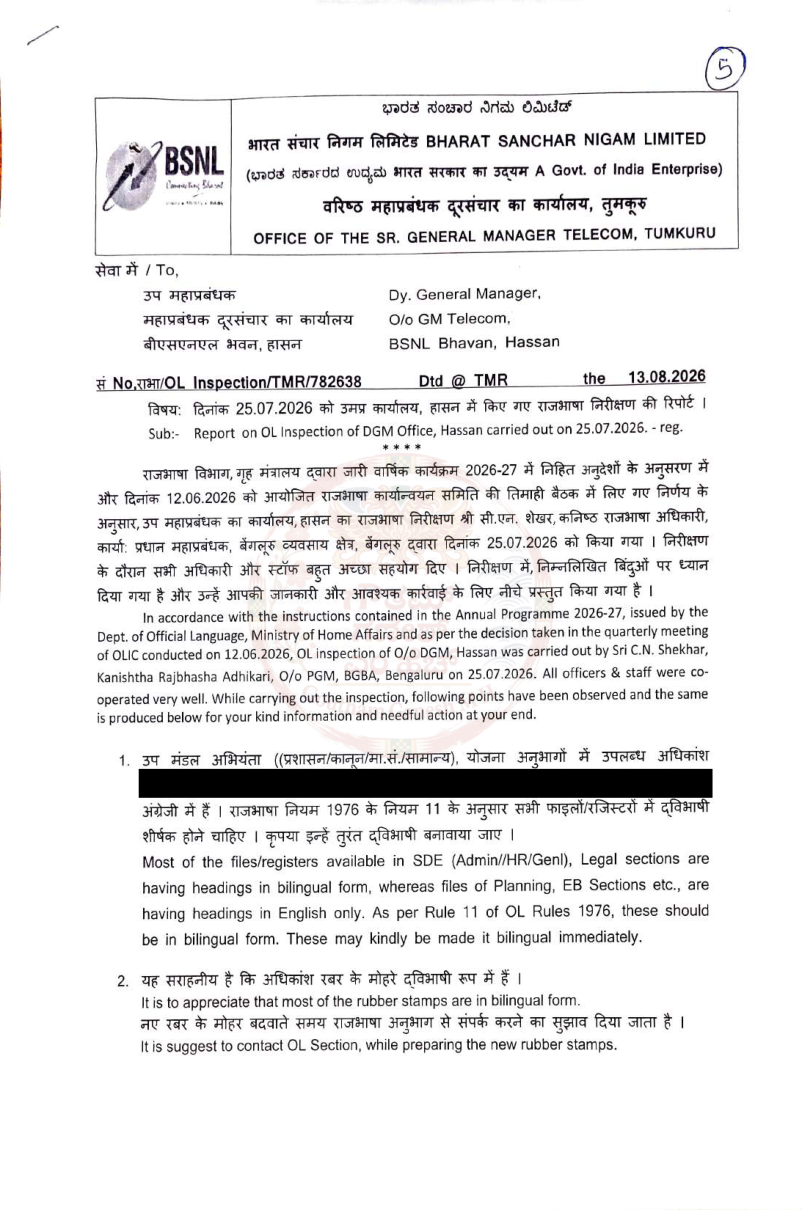 5
ಭಾರತ ಸಂಚಾರ ನಿಗಮ ಲಿಮಿಟೆಡ್
BSNL
Connecting Bharat
भारत संचार निगम लिमिटेड BHARAT SANCHAR NIGAM LIMITED
(ಭಾರತ ಸರ್ಕಾರದ ಉದ್ಯಮ भारत सरकार का उद्यम A Govt. of India Enterprise)
वरिष्ठ महाप्रबंधक दूरसंचार का कार्यालय, तुमकूरु
OFFICE OF THE SR. GENERAL MANAGER TELECOM, TUMKURU
सेवा में / To,
उप महाप्रबंधक Dy. General Manager,
महाप्रबंधक दूरसंचार का कार्यालय O/o GM Telecom,
बीएसएनएल भवन, हासन BSNL Bhavan, Hassan
सं No.राभा/OL Inspection/TMR/782638 Dtd @ TMR the 13.08.2026
विषय: दिनांक 25.07.2026 को उमप्र कार्यालय, हासन में किए गए राजभाषा निरीक्षण की रिपोर्ट ।
Sub:- Report on OL Inspection of DGM Office, Hassan carried out on 25.07.2026. - reg.
* * * *
राजभाषा विभाग, गृह मंत्रालय द्वारा जारी वार्षिक कार्यक्रम 2026-27 में निहित अनुदेशों के अनुसरण में
और दिनांक 12.06.2026 को आयोजित राजभाषा कार्यान्वयन समिति की तिमाही बैठक में लिए गए निर्णय के
अनुसार, उप महाप्रबंधक का कार्यालय, हासन का राजभाषा निरीक्षण श्री सी.एन. शेखर, कनिष्ठ राजभाषा अधिकारी,
कार्या: प्रधान महाप्रबंधक, बेंगलूरु व्यवसाय क्षेत्र, बेंगलूरु द्वारा दिनांक 25.07.2026 को किया गया । निरीक्षण
के दौरान सभी अधिकारी और स्टॉफ बहुत अच्छा सहयोग दिए । निरीक्षण में, निम्नलिखित बिंदुओं पर ध्यान
दिया गया है और उन्हें आपकी जानकारी और आवश्यक कार्रवाई के लिए नीचे प्रस्तुत किया गया है ।
In accordance with the instructions contained in the Annual Programme 2026-27, issued by the
Dept. of Official Language, Ministry of Home Affairs and as per the decision taken in the quarterly meeting
of OLIC conducted on 12.06.2026, OL inspection of O/o DGM, Hassan was carried out by Sri C.N. Shekhar,
Kanishtha Rajbhasha Adhikari, O/o PGM, BGBA, Bengaluru on 25.07.2026. All officers & staff were co-
operated very well. While carrying out the inspection, following points have been observed and the same
is produced below for your kind information and needful action at your end.
1. उप मंडल अभियंता ((प्रशासन/कानून/मा.सं./सामान्य), योजना अनुभागों में उपलब्ध अधिकांश
अंग्रेजी में हैं । राजभाषा नियम 1976 के नियम 11 के अनुसार सभी फाइलों/रजिस्टरों में द्विभाषी
शीर्षक होने चाहिए । कृपया इन्हें तुरंत द्विभाषी बनावाया जाए ।
Most of the files/registers available in SDE (Admin//HR/Genl), Legal sections are
having headings in bilingual form, whereas files of Planning, EB Sections etc., are
having headings in English only. As per Rule 11 of OL Rules 1976, these should
be in bilingual form. These may kindly be made it bilingual immediately.
2. यह सराहनीय है कि अधिकांश रबर के मोहरे द्विभाषी रूप में हैं ।
It is to appreciate that most of the rubber stamps are in bilingual form.
नए रबर के मोहर बदवाते समय राजभाषा अनुभाग से संपर्क करने का सुझाव दिया जाता है ।
It is suggest to contact OL Section, while preparing the new rubber stamps.